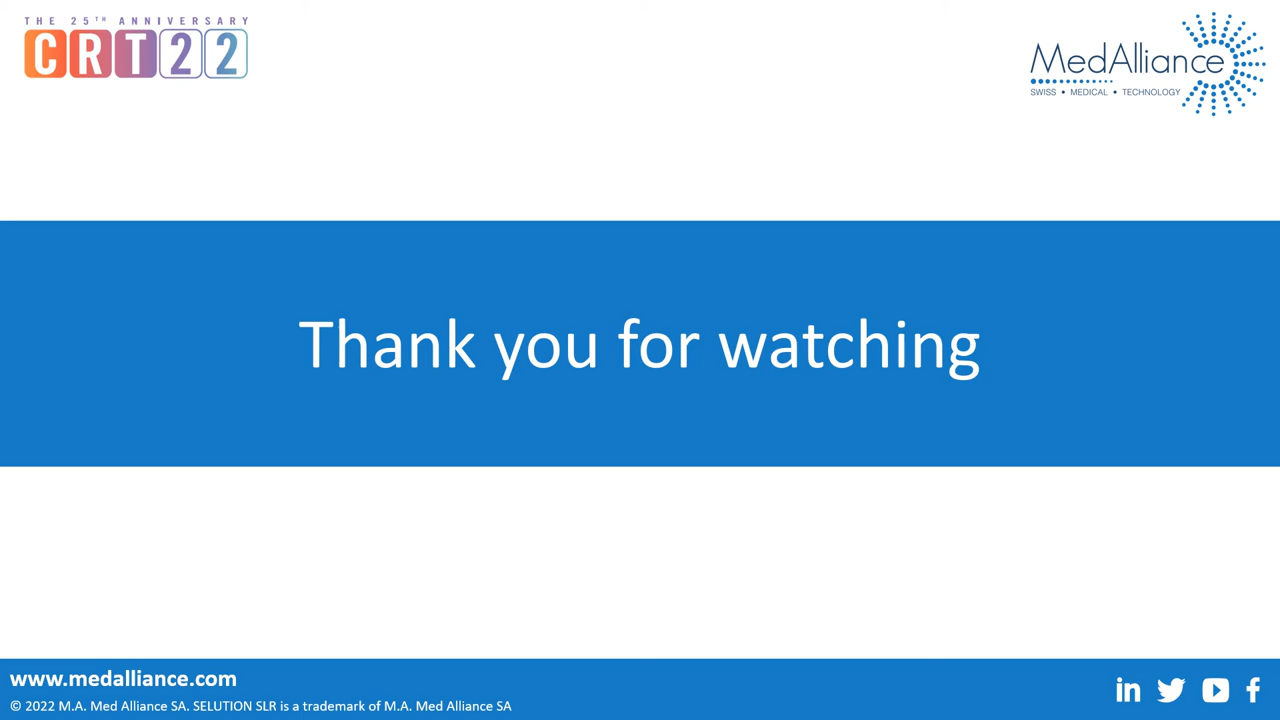 THE 25TH ANNIVERSARY
CRT22
MedAlliance
SWISS • MEDICAL • TECHNOLOGY
Thank you for watching
www.medalliance.com
© 2022 M.A. Med Alliance SA. SELUTION SLR is a trademark of M.A. Med Alliance SA